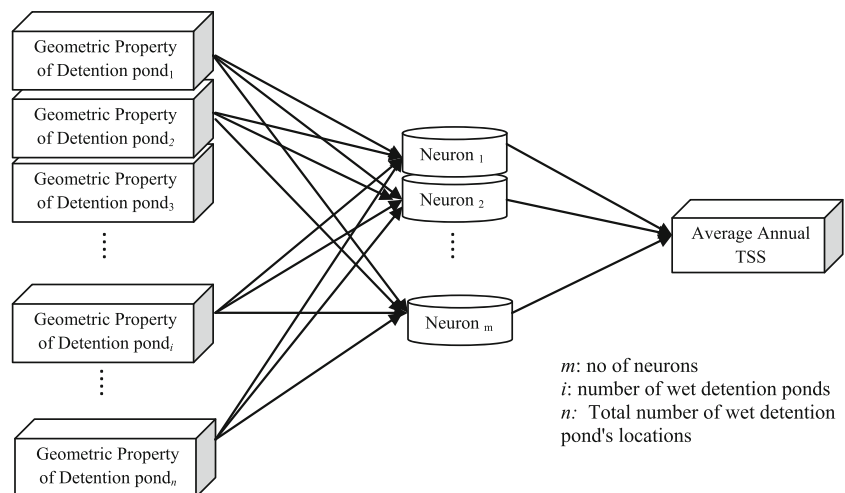 Geometric Property
of Detention pond1
Geometric Property
of Detention pond2
Geometric Property
of Detention pond3
Geometric Property
of Detention pondi
Geometric Property
of Detention pondn
Neuron 1
Neuron 2
Neuron m
Average Annual
TSS
m: no of neurons
i: number of wet detention ponds
n: Total number of wet detention
pond's locations